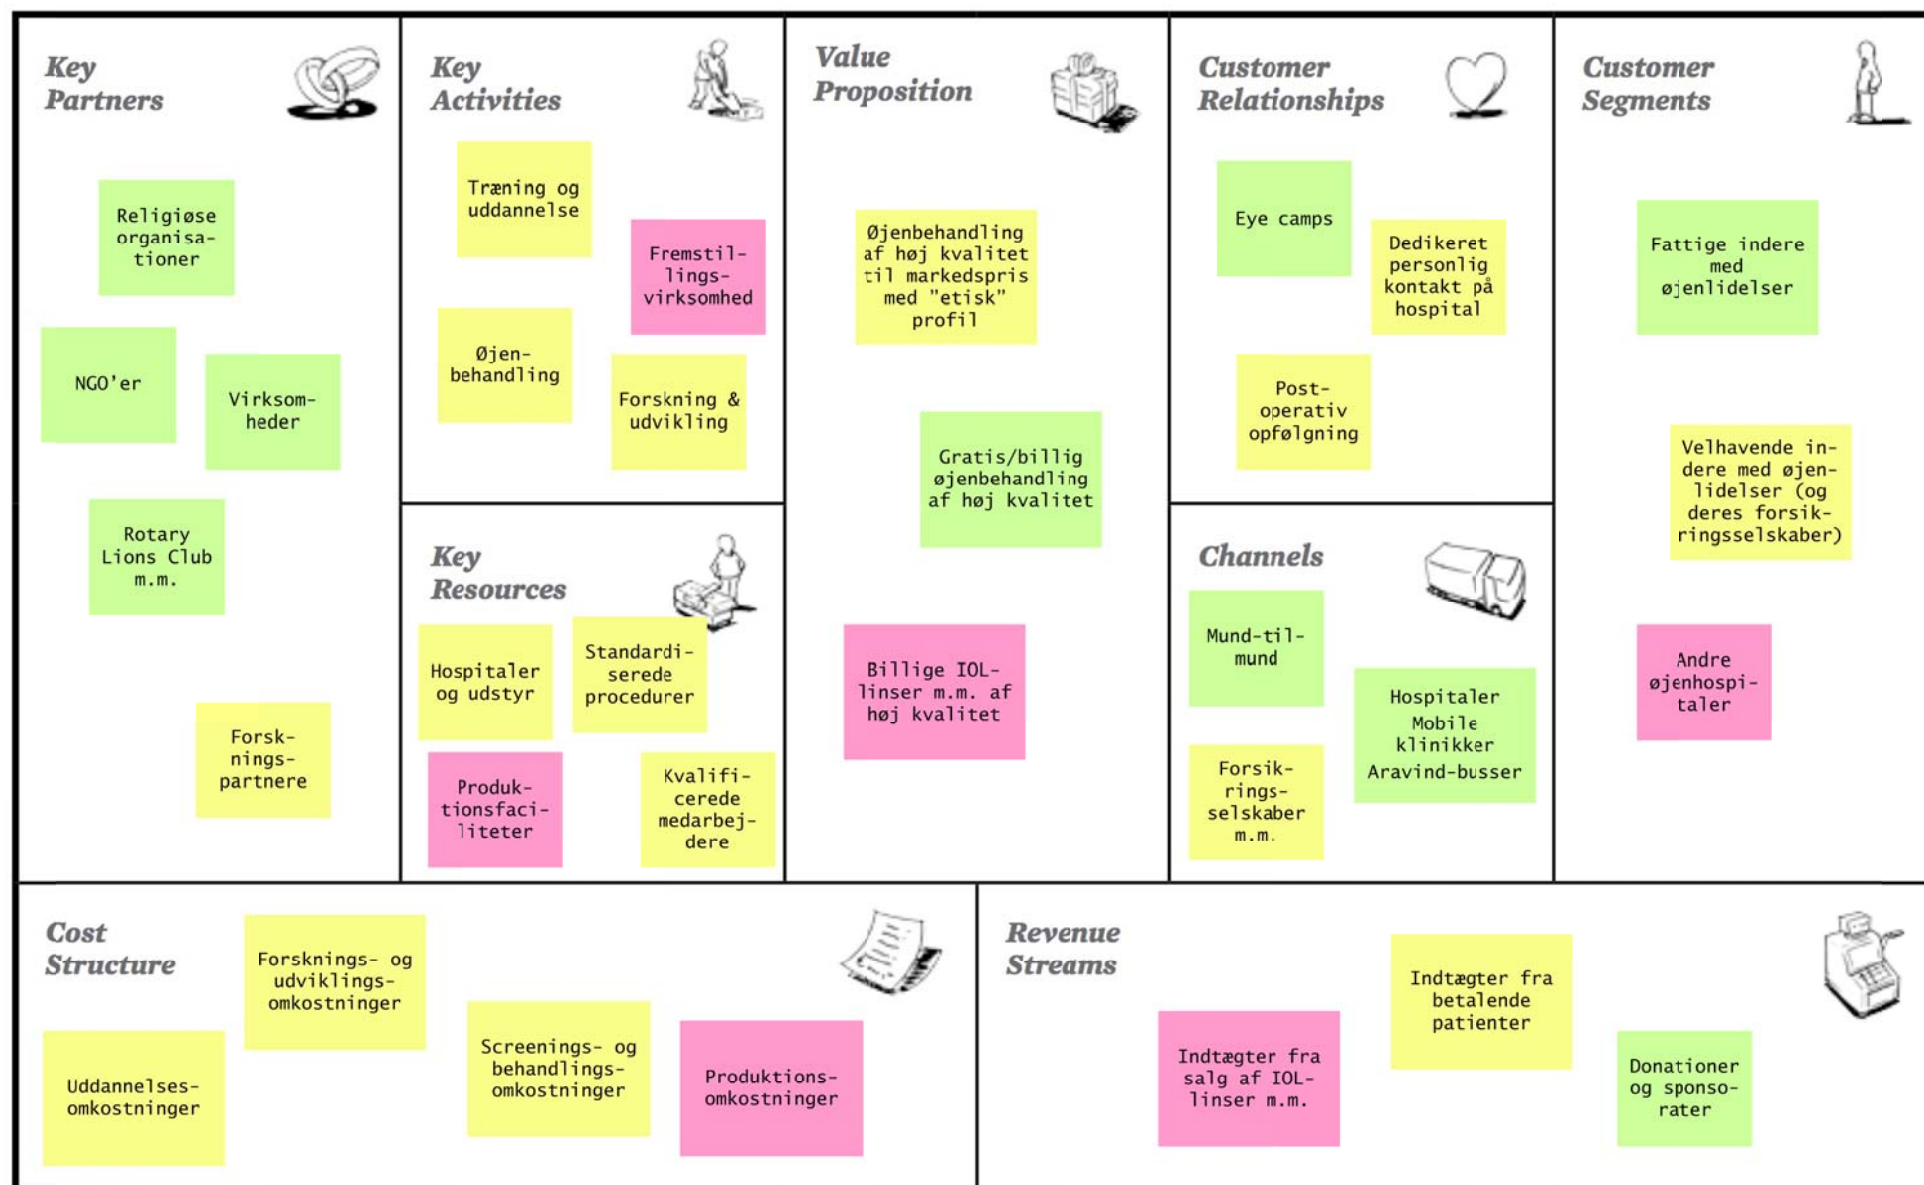 Key
Partners
Religiøse
organisa-
tioner
NGO'er
Virksom-
heder
Rotary
Lions Club
m.m.
Forsk-
nings-
partnere
Key
Activities
Træning og
uddannelse
Fremstil-
lings-
virksomhed
Øjen-
behandling
Forskning &
udvikling
Key
Resources
Hospitaler
og udstyr
Standardi-
serede
procedurer
Produk-
tionsfaci-
liteter
Kvalifi-
cerede
medarbej-
dere
Value
Proposition
Øjenbehandling
af høj kvalitet
til markedspris
med "etisk"
profil
Gratis/billig
øjenbehandling
af høj kvalitet
Billige IOL-
linser m.m. af
høj kvalitet
Customer
Relationships
Eye camps
Dedikeret
personlig
kontakt på
hospital
Post-
operativ
opfølgning
Channels
Mund-til-
mund
Hospitaler
Mobile
klinikker
Aravind-busser
Forsik-
rings-
selskaber
m.m.
Customer
Segments
Fattige indere
med
øjenlidelser
Velhavende in-
dere med øjen-
lidelser (og
deres forsik-
ringsselskaber)
Andre
øjenhospi-
taler
Cost
Structure
Uddannelses-
omkostninger
Forsknings- og
udviklings-
omkostninger
Screenings- og
behandlings-
omkostninger
Produktions-
omkostninger
Revenue
Streams
Indtægter fra
salg af IOL-
linser m.m.
Indtægter fra
betalende
patienter
Donationer
og sponso-
rater